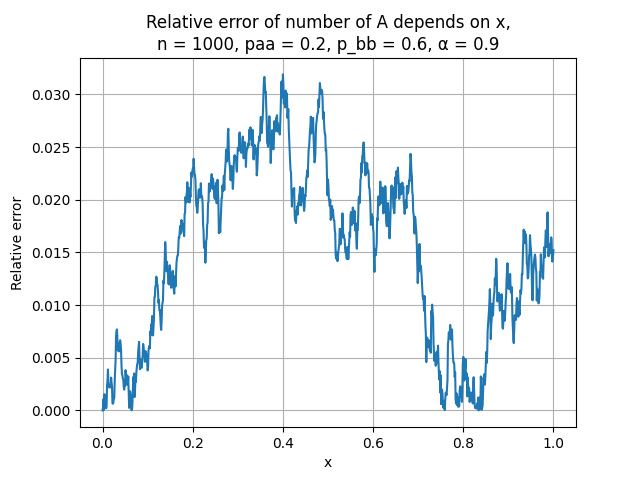 Relative error of number of A depends on x,
n = 1000, paa = 0.2, p_bb = 0.6, α = 0.9
Relative error
0.030
0.025
0.020
0.015
0.010
0.005
0.000
0.0 0.2 0.4 0.6 0.8 1.0
x